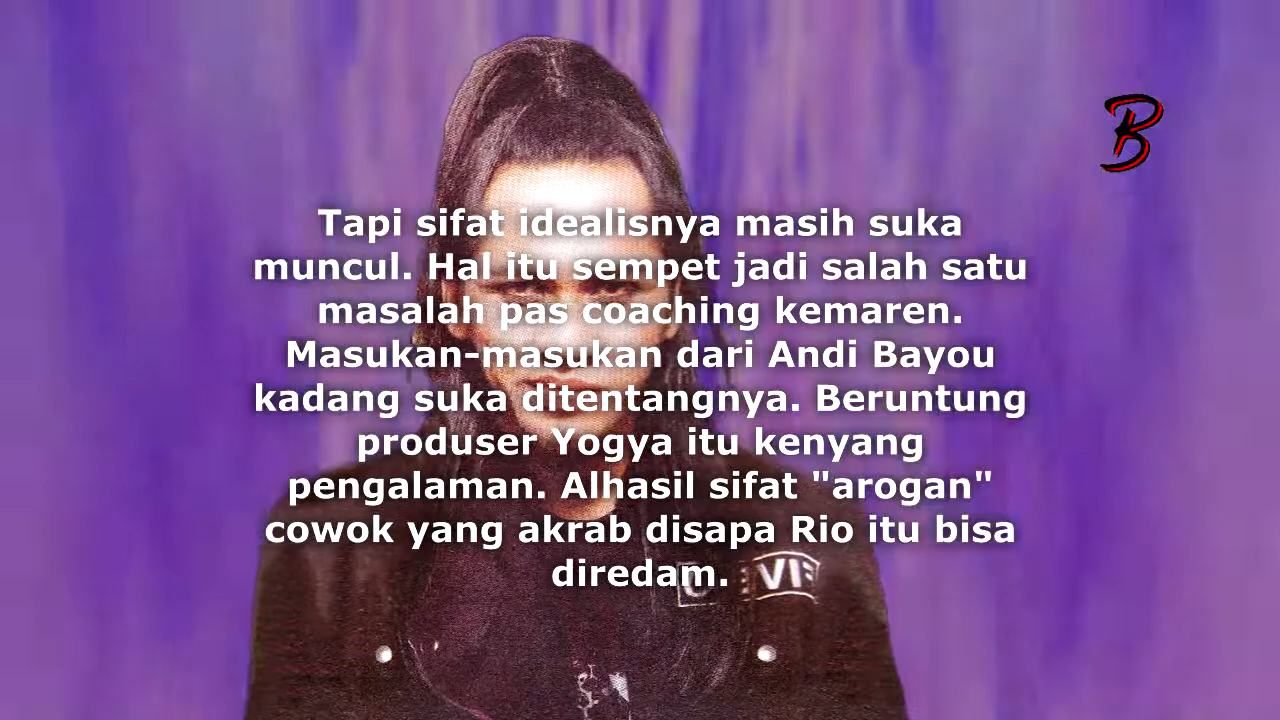 B
Tapi sifat idealisnya masih suka
muncul. Hal itu sempet jadi salah satu
masalah pas coaching kemaren.
Masukan-masukan dari Andi Bayou
kadang suka ditentangnya. Beruntung
produser Yogya itu kenyang
pengalaman. Alhasil sifat "arogan"
cowok yang akrab disapa Rio itu bisa
diredam.